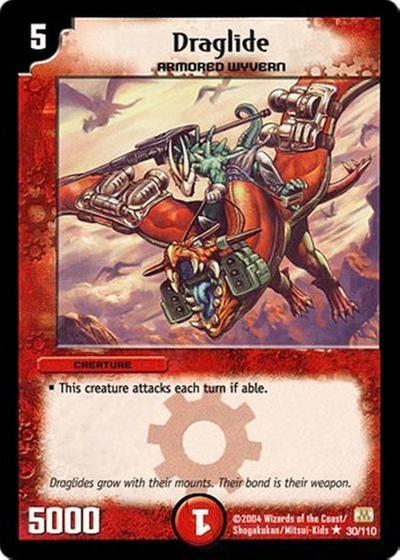 5
Draglide
ARMORED WYVERN
CREATURE
▪ This creature attacks each turn if able.
Draglides grow with their mounts. Their bond is their weapon.
5000
1
©2004 Wizards of the Coast/
Shogakukan/Mitsui-Kids ★ 30/110